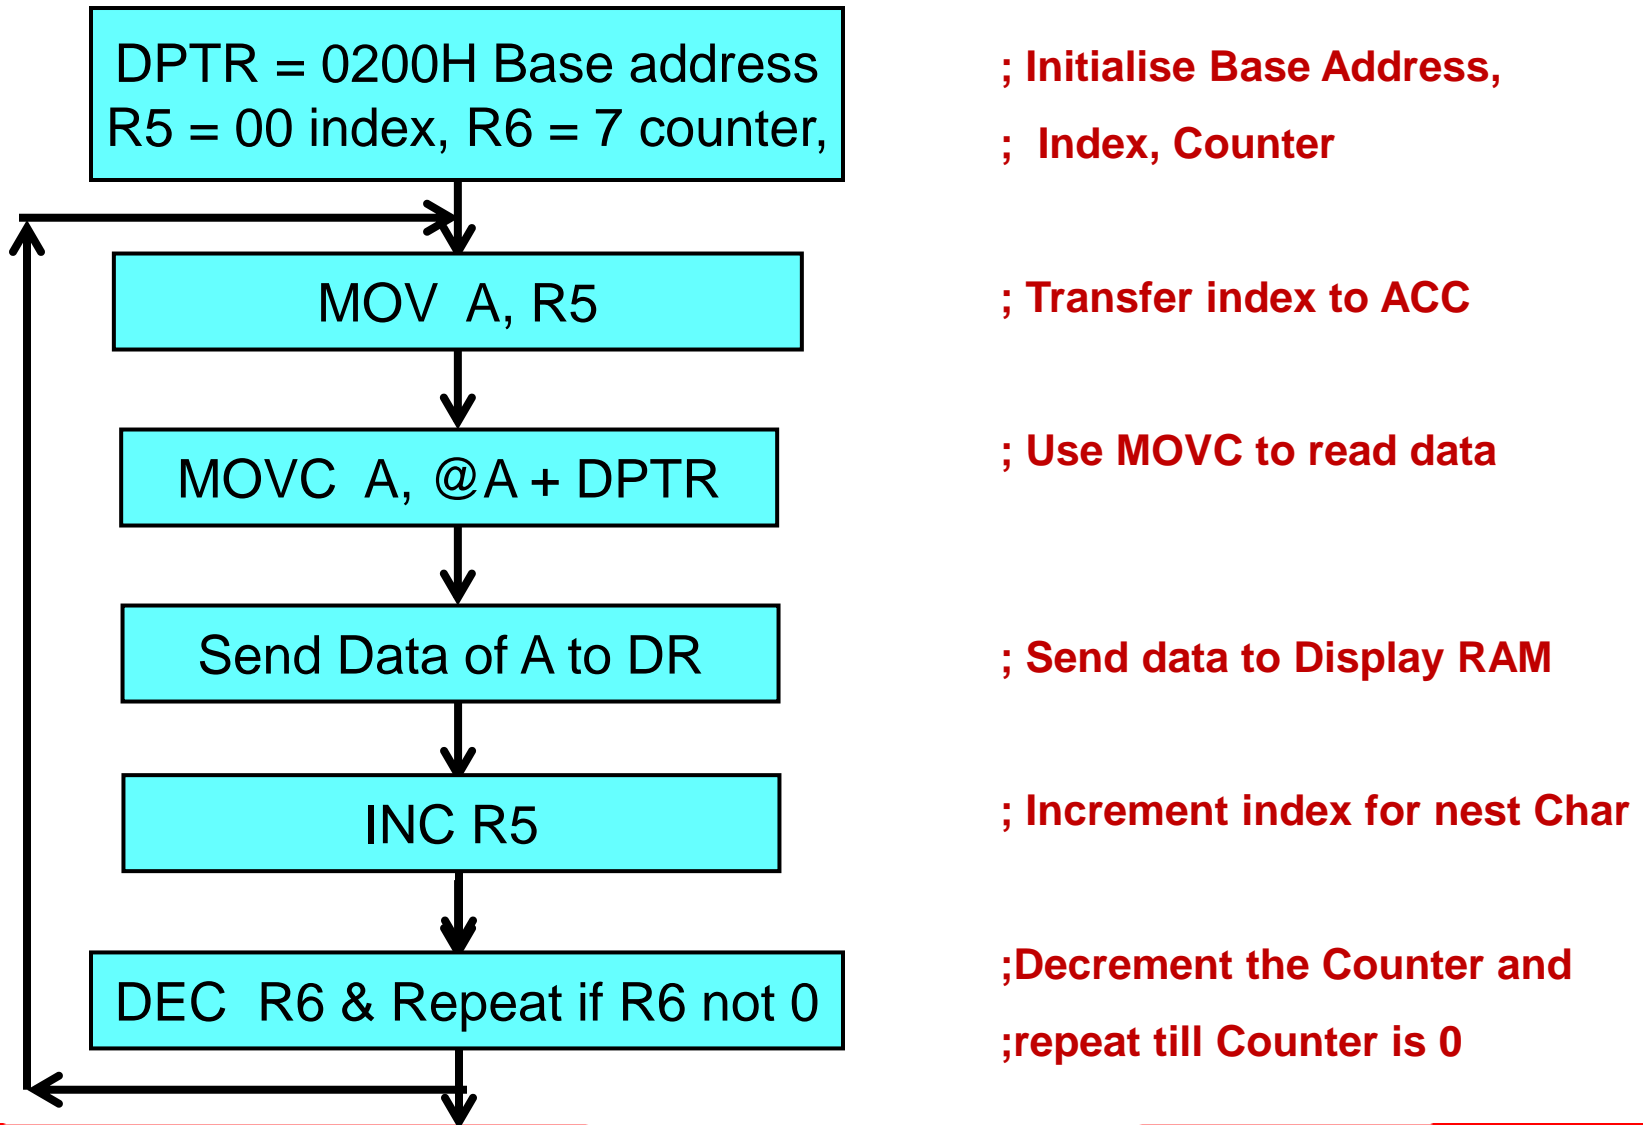 DPTR = 0200H Base address
R5 = 00 index, R6 = 7 counter,
; Initialise Base Address,
; Index, Counter
MOV A, R5
; Transfer index to ACC
MOVC A, @A + DPTR
; Use MOVC to read data
Send Data of A to DR
; Send data to Display RAM
INC R5
; Increment index for nest Char
DEC R6 & Repeat if R6 not 0
;Decrement the Counter and
;repeat till Counter is 0